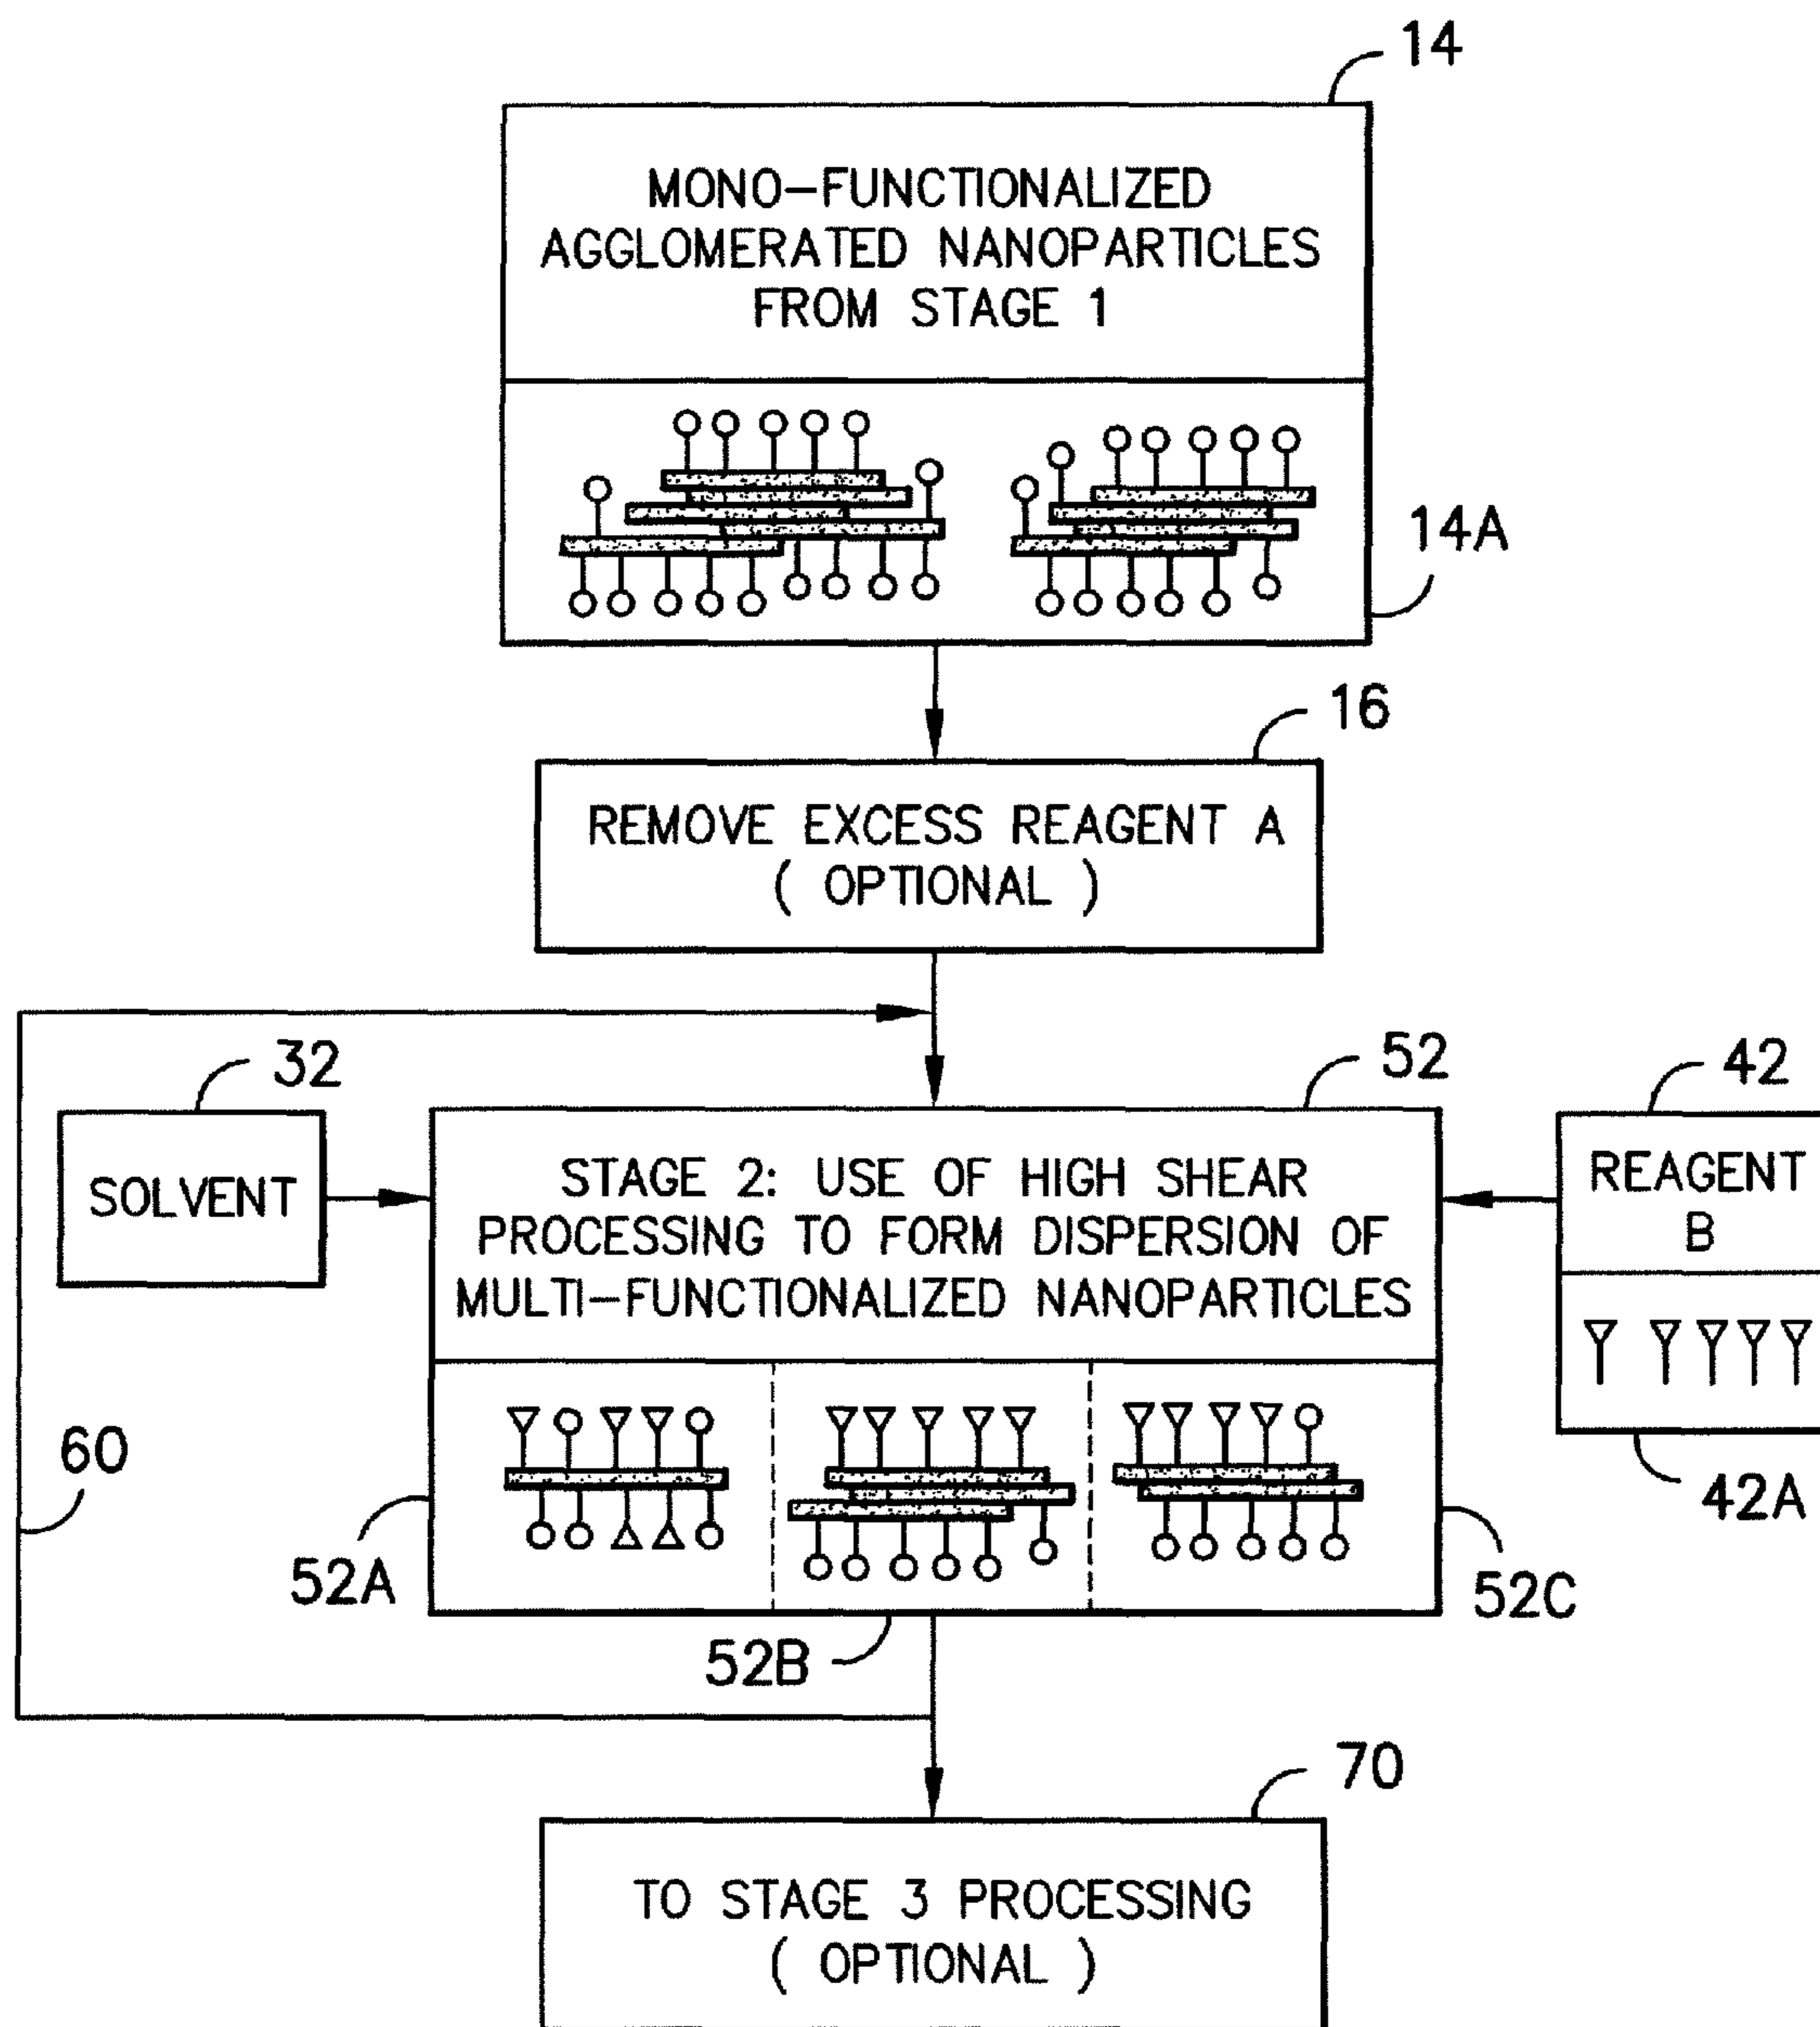 14
MONO-FUNCTIONALIZED
AGGLOMERATED NANOPARTICLES
FROM STAGE 1
14A
16
REMOVE EXCESS REAGENT A
( OPTIONAL )
32
SOLVENT
52
STAGE 2: USE OF HIGH SHEAR
PROCESSING TO FORM DISPERSION OF
MULTI-FUNCTIONALIZED NANOPARTICLES
42
REAGENT
B
42A
60
52A
52B
52C
70
TO STAGE 3 PROCESSING
( OPTIONAL )